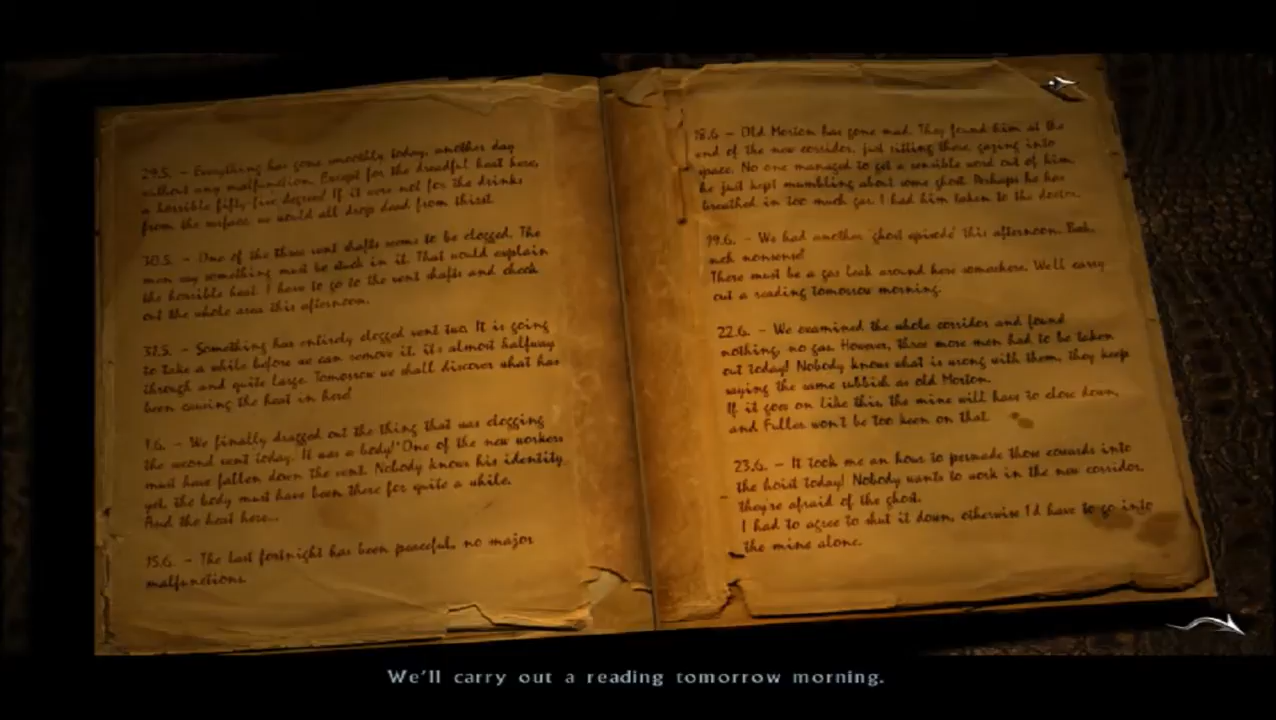 29.5. - Everything has gone smoothly today, another day
without any malfunction. Except for the dreadful heat here,
a horrible fifty-five degrees! If it were not for the drinks
from the surface we would all drop dead from thirst.
30.5. - One of the three vent shafts seems to be clogged. The
men say something must be stuck in it. That would explain
the horrible heat. I have to go to the vent shafts and check
out the whole area this afternoon.
31.5. - Something has entirely clogged vent two. It is going
to take a while before we can remove it, it's almost halfway
through and quite large. Tomorrow we shall discover what has
been causing the heat in here!
1.6. - We finally dragged out the thing that was clogging
the second vent today. It was a body! One of the new workers
must have fallen down the vent. Nobody knows his identity
yet, the body must have been there for quite a while.
And the heat here...
15.6. - The last fortnight has been peaceful, no major
malfunctions.
18.6 - Old Morton has gone mad. They found him at the
end of the new corridor, just sitting there, gazing into
space. No one managed to get a sensible word out of him,
he just kept mumbling about some ghost. Perhaps he has
breathed in too much gas. I had him taken to the doctor.
19.6. - We had another 'ghost episode' this afternoon. Bah,
such nonsense!
There must be a gas leak around here somewhere. We'll carry
out a reading tomorrow morning.
22.6. - We examined the whole corridor and found
nothing, no gas. However, three more men had to be taken
out today! Nobody knows what is wrong with them, they keep
saying the same rubbish as old Morton.
If it goes on like this the mine will have to close down,
and Fuller won't be too keen on that.
23.6. - It took me an hour to persuade those cowards into
the hoist today! Nobody wants to work in the new corridor,
they're afraid of the ghost.
I had to agree to shut it down, otherwise I'd have to go into
the mine alone.
We'll carry out a reading tomorrow morning.